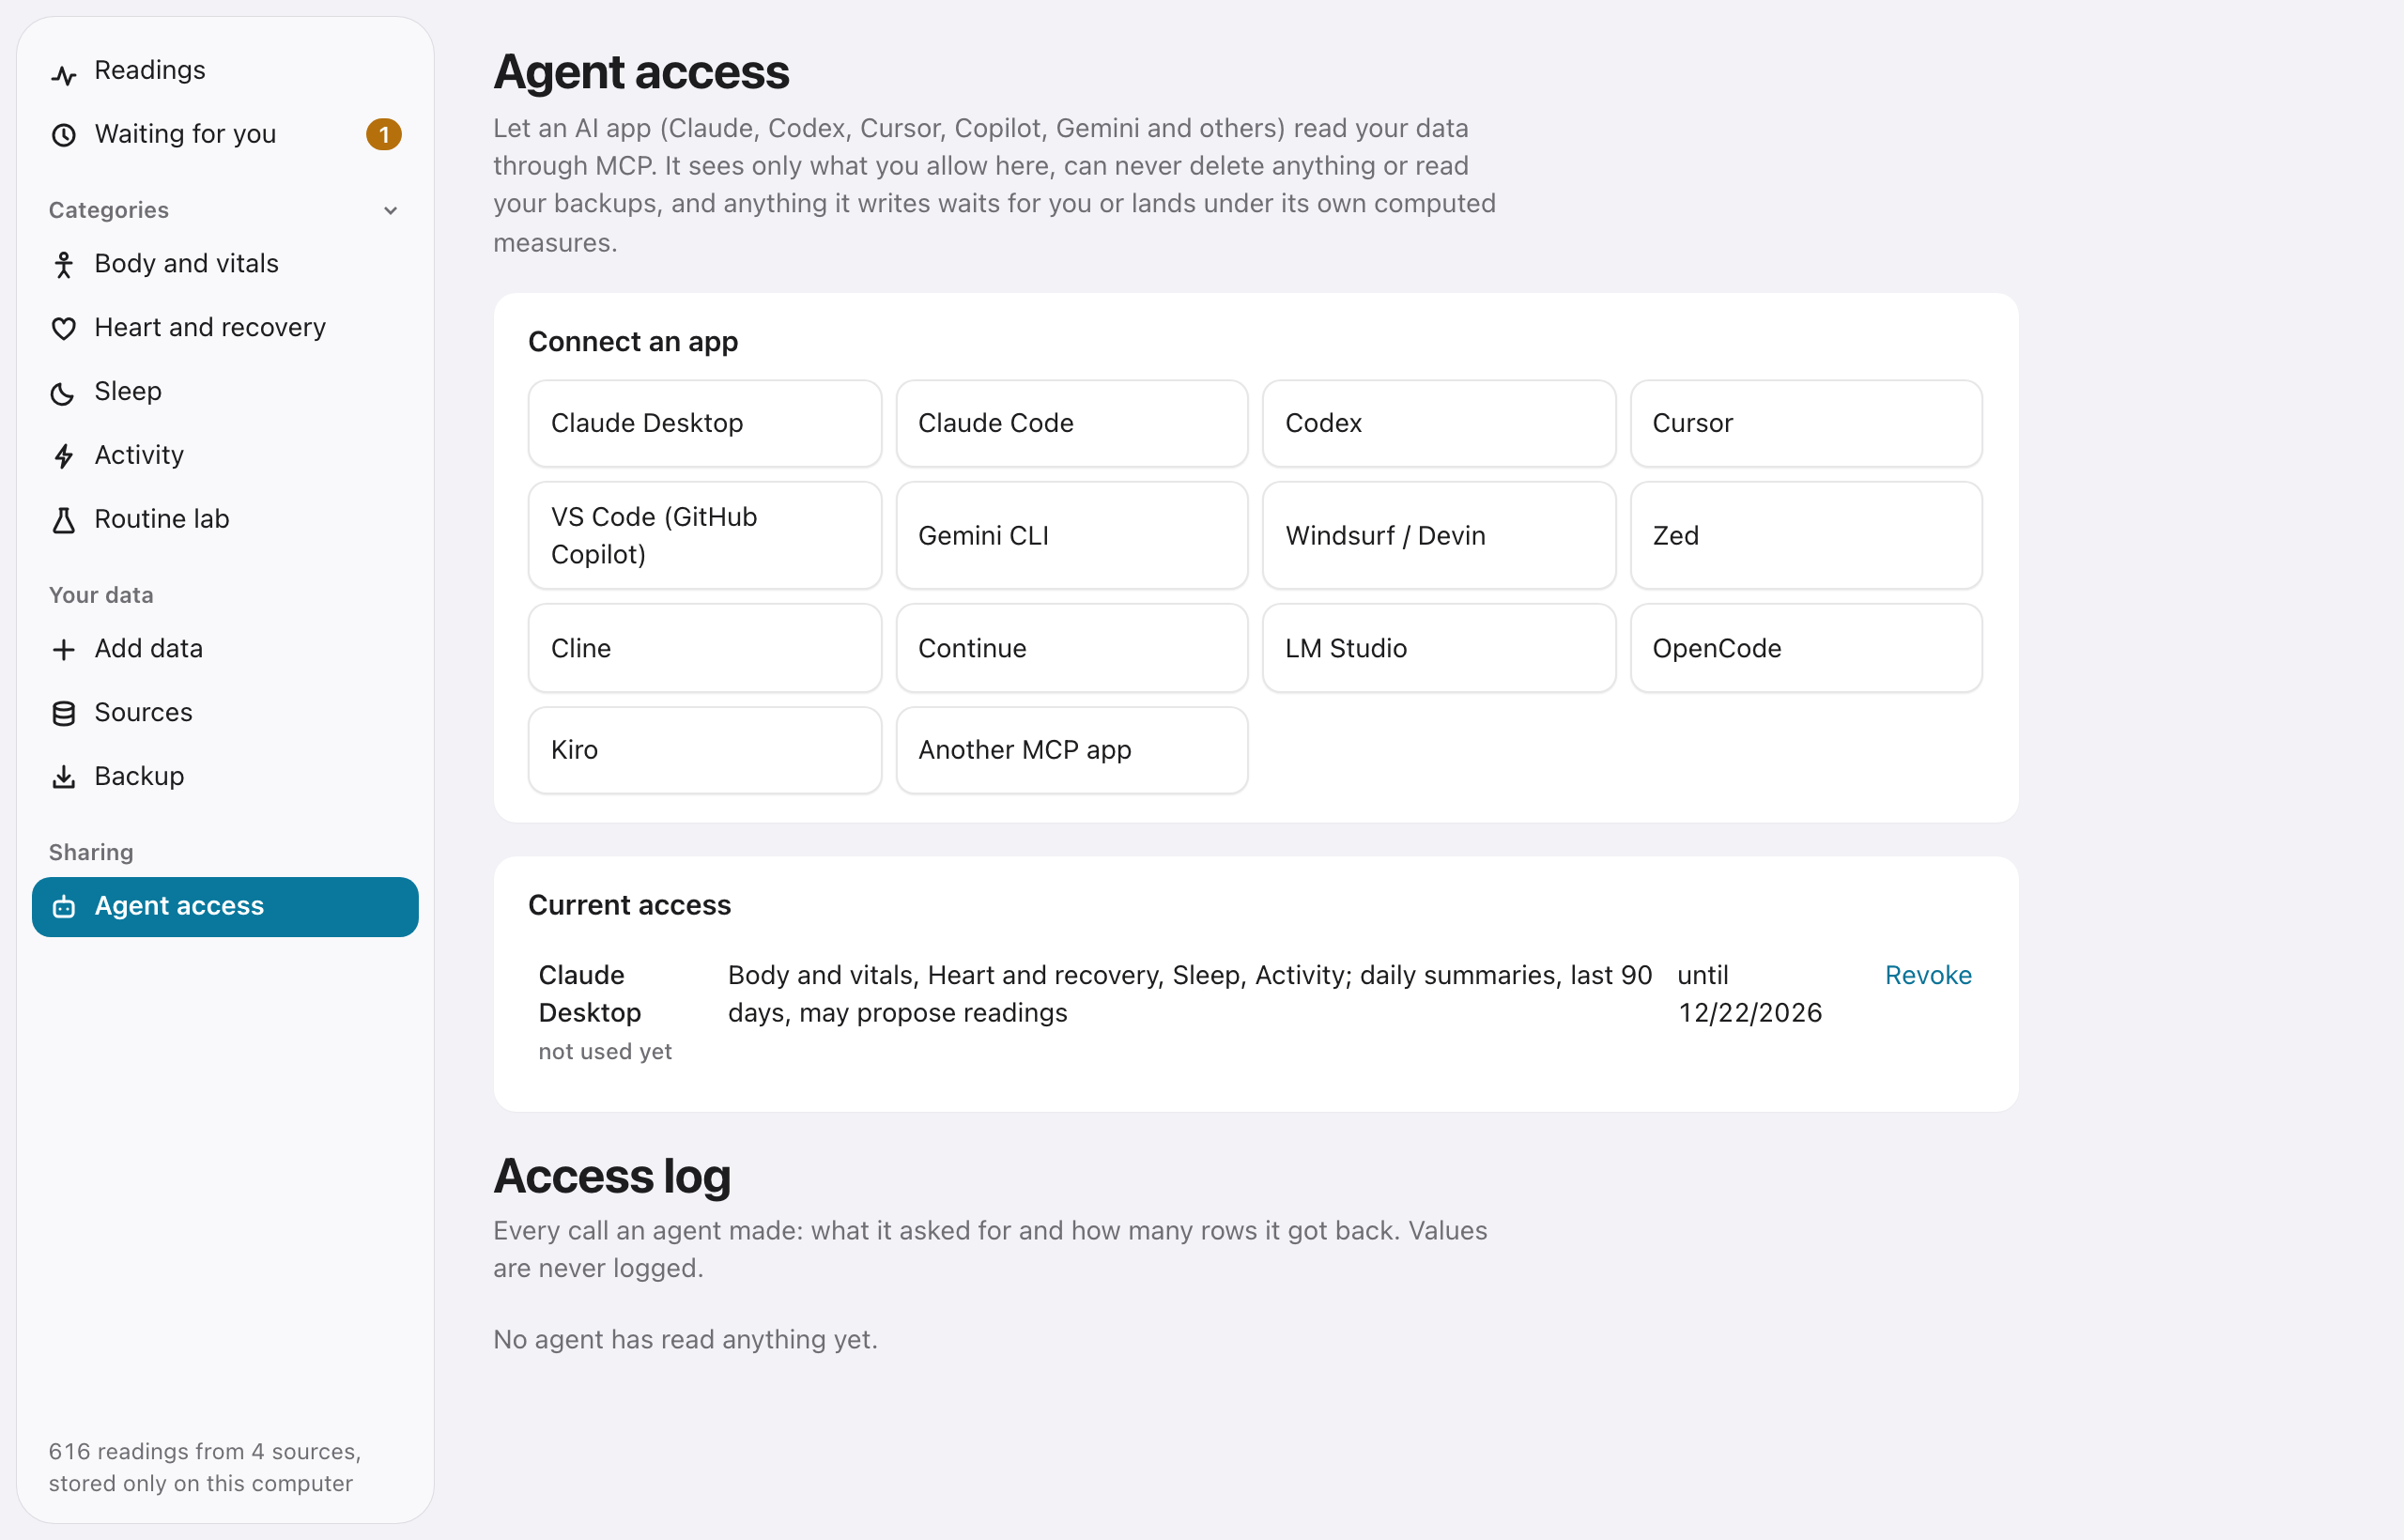 Readings
Waiting for you 1
Categories
Body and vitals
Heart and recovery
Sleep
Activity
Routine lab
Your data
Add data
Sources
Backup
Sharing
Agent access
616 readings from 4 sources,
stored only on this computer
Agent access
Let an AI app (Claude, Codex, Cursor, Copilot, Gemini and others) read your data
through MCP. It sees only what you allow here, can never delete anything or read
your backups, and anything it writes waits for you or lands under its own computed
measures.
Connect an app
Claude Desktop
Claude Code
Codex
Cursor
VS Code (GitHub
Copilot)
Gemini CLI
Windsurf / Devin
Zed
Cline
Continue
LM Studio
OpenCode
Kiro
Another MCP app
Current access
Claude
Desktop
not used yet
Body and vitals, Heart and recovery, Sleep, Activity; daily summaries, last 90
days, may propose readings
until
12/22/2026
Revoke
Access log
Every call an agent made: what it asked for and how many rows it got back. Values
are never logged.
No agent has read anything yet.